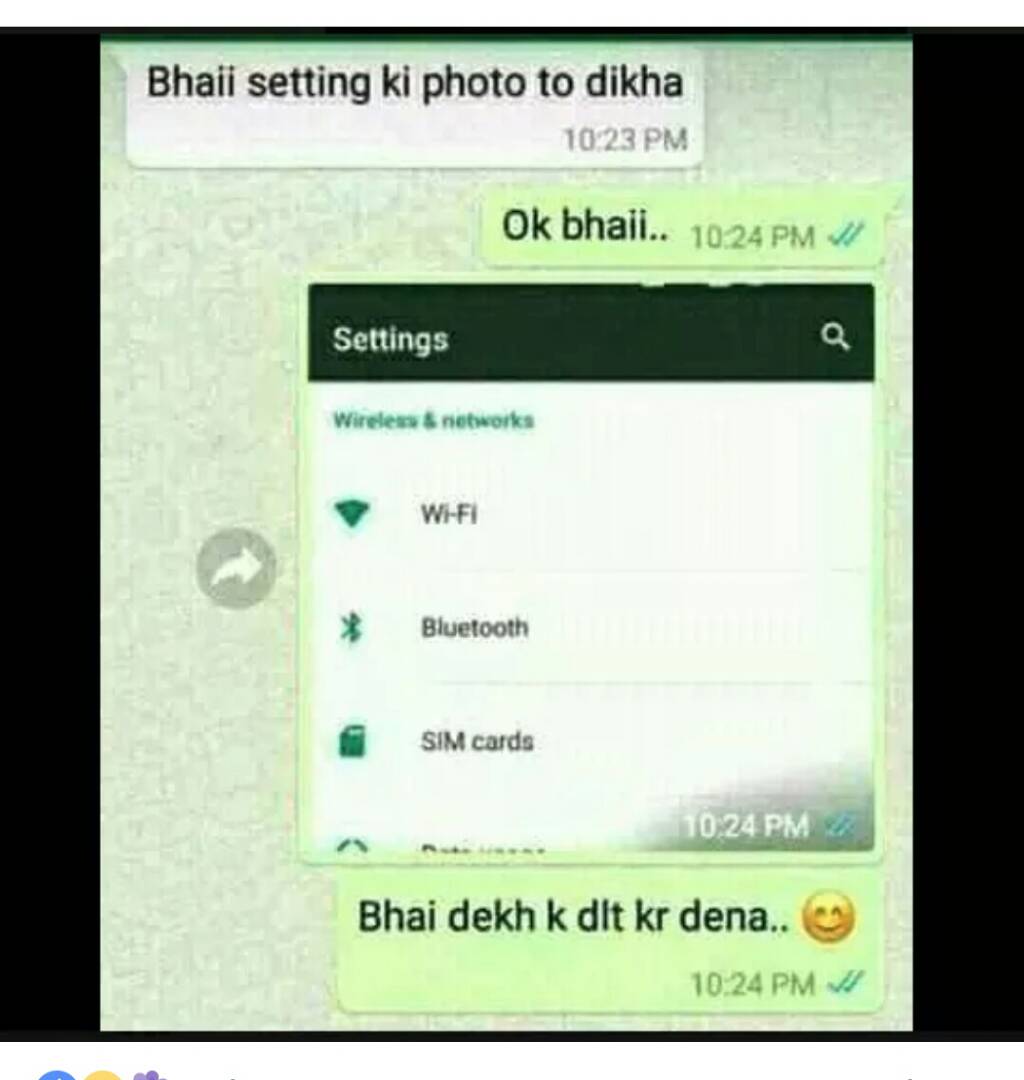 Bhaii setting ki photo to dikha
10:23 PM
Ok bhaii.. 10:24 PM
Settings
Wireless & networks
Wi-Fi
Bluetooth
SIM cards
10:24 PM
Bhai dekh k dlt kr dena.. 😊
10:24 PM